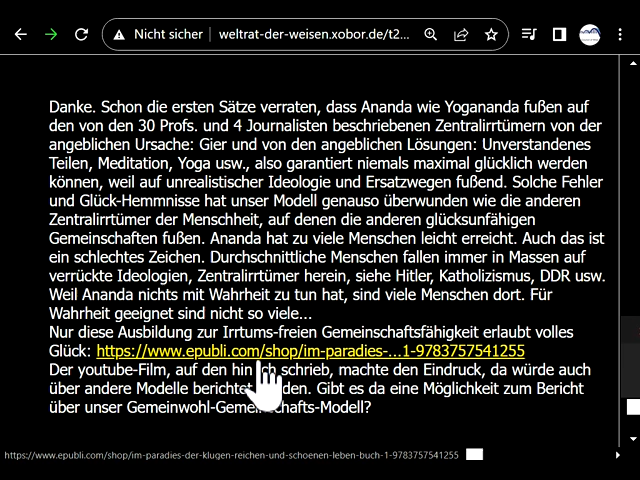 Nicht sicher
weltrat-der-weisen.xobor.de/t2...
Danke. Schon die ersten Sätze verraten, dass Ananda wie Yogananda fußen auf
den von den 30 Profs. und 4 Journalisten beschriebenen Zentralirrtümern von der
angeblichen Ursache: Gier und von den angeblichen Lösungen: Unverstandenes
Teilen, Meditation, Yoga usw., also garantiert niemals maximal glücklich werden
können, weil auf unrealistischer Ideologie und Ersatzwegen fußend. Solche Fehler
und Glück-Hemmnisse hat unser Modell genauso überwunden wie die anderen
Zentralirrtümer der Menschheit, auf denen die anderen glücksunfähigen
Gemeinschaften fußen. Ananda hat zu viele Menschen leicht erreicht. Auch das ist
ein schlechtes Zeichen. Durchschnittliche Menschen fallen immer in Massen auf
verrückte Ideologien, Zentralirrtümer herein, siehe Hitler, Katholizismus, DDR usw.
Weil Ananda nichts mit Wahrheit zu tun hat, sind viele Menschen dort. Für
Wahrheit geeignet sind nicht so viele...
Nur diese Ausbildung zur Irrtums-freien Gemeinschaftsfähigkeit erlaubt volles
Glück: https://www.epubli.com/shop/im-paradies-...1-9783757541255
Der youtube-Film, auf den hin ich schrieb, machte den Eindruck, da würde auch
über andere Modelle berichtet Gibt es da eine Möglichkeit zum Bericht
über unser Modell?
https://www.epubli.com/shop/im-paradies-der-klugen-reichen-und-schoenen-leben-buch-1-9783757541255